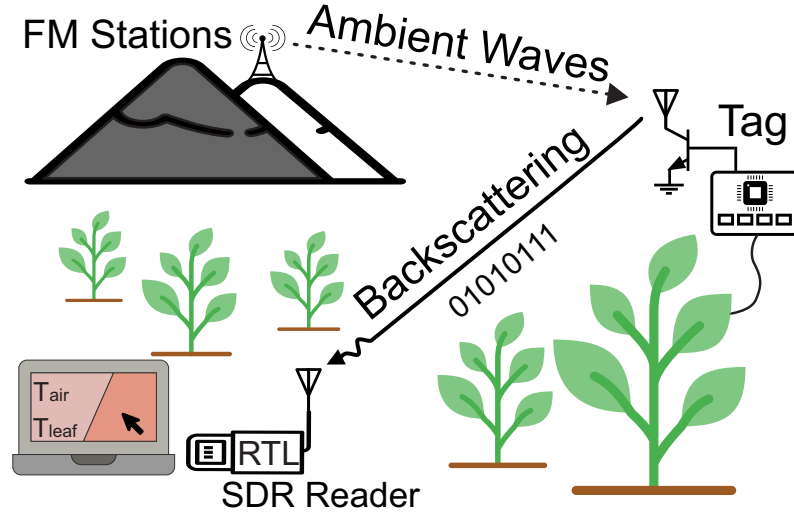 FM Stations
Ambient Waves
Tag
Backscattering
01010111
Tair
Tleaf
RTL
SDR Reader